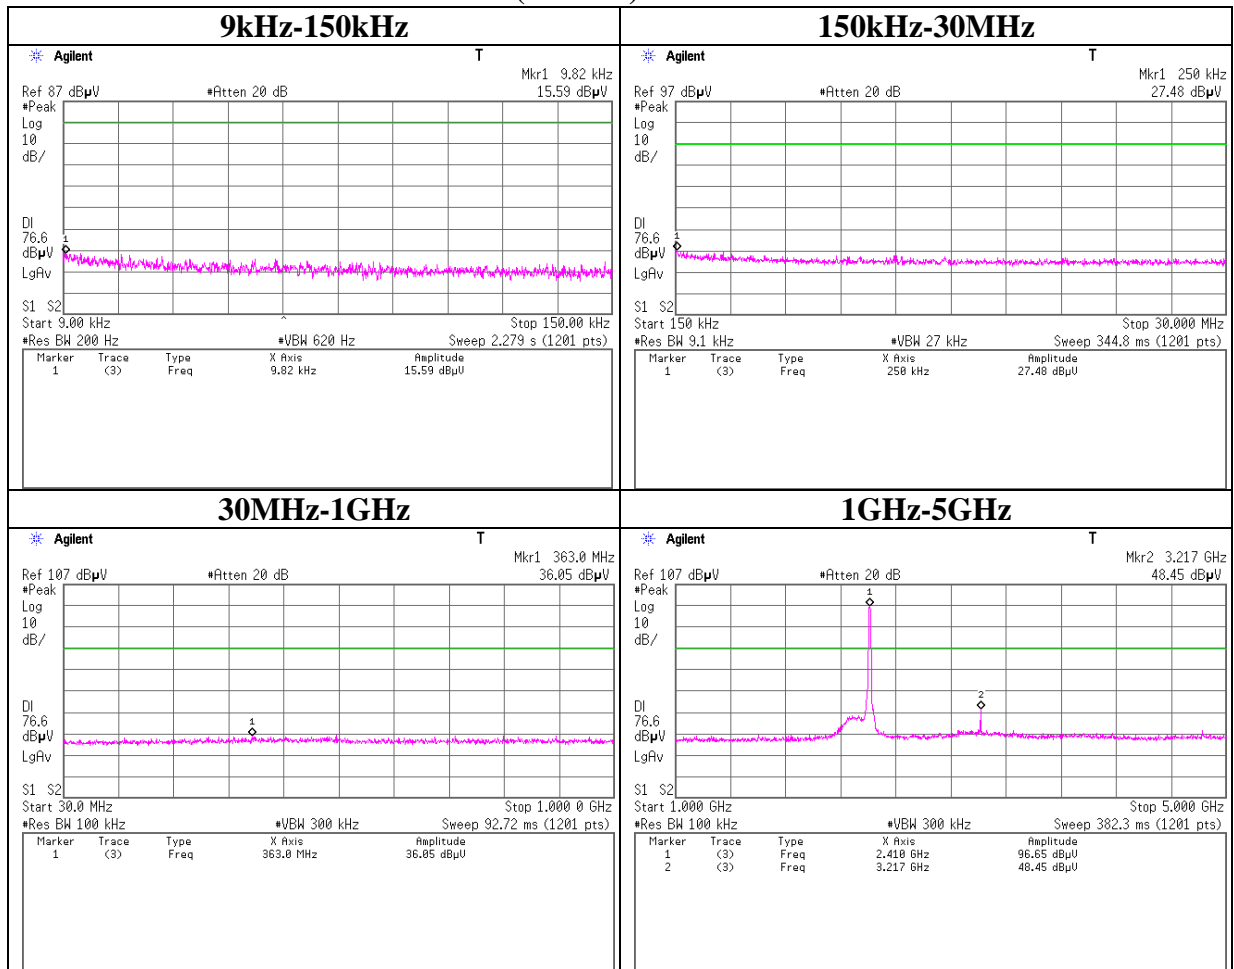 9kHz-150kHz
Agilent
T
Mkr1 9.82 kHz
Ref 87 dBµV #Atten 20 dB 15.59 dBµV
#Peak
Log
10
dB/
DI
76.6
dBµV
LgAv
1
S1 S2
Start 9.00 kHz ^ Stop 150.00 kHz
#Res BW 200 Hz #VBW 620 Hz Sweep 2.279 s (1201 pts)
Marker Trace Type X Axis Amplitude
1 (3) Freq 9.82 kHz 15.59 dBµV
150kHz-30MHz
Agilent
T
Mkr1 250 kHz
Ref 97 dBµV #Atten 20 dB 27.48 dBµV
#Peak
Log
10
dB/
DI
76.6
dBµV
LgAv
1
S1 S2
Start 150 kHz Stop 30.000 MHz
#Res BW 9.1 kHz #VBW 27 kHz Sweep 344.8 ms (1201 pts)
Marker Trace Type X Axis Amplitude
1 (3) Freq 250 kHz 27.48 dBµV
30MHz-1GHz
Agilent
T
Mkr1 363.0 MHz
Ref 107 dBµV #Atten 20 dB 36.05 dBµV
#Peak
Log
10
dB/
DI
76.6
dBµV
LgAv
1
S1 S2
Start 30.0 MHz Stop 1.000 0 GHz
#Res BW 100 kHz #VBW 300 kHz Sweep 92.72 ms (1201 pts)
Marker Trace Type X Axis Amplitude
1 (3) Freq 363.0 MHz 36.05 dBµV
1GHz-5GHz
Agilent
T
Mkr2 3.217 GHz
Ref 107 dBµV #Atten 20 dB 48.45 dBµV
#Peak
Log
10
dB/
DI
76.6
dBµV
LgAv
1
2
S1 S2
Start 1.000 GHz Stop 5.000 GHz
#Res BW 100 kHz #VBW 300 kHz Sweep 382.3 ms (1201 pts)
Marker Trace Type X Axis Amplitude
1 (3) Freq 2.410 GHz 96.65 dBµV
2 (3) Freq 3.217 GHz 48.45 dBµV